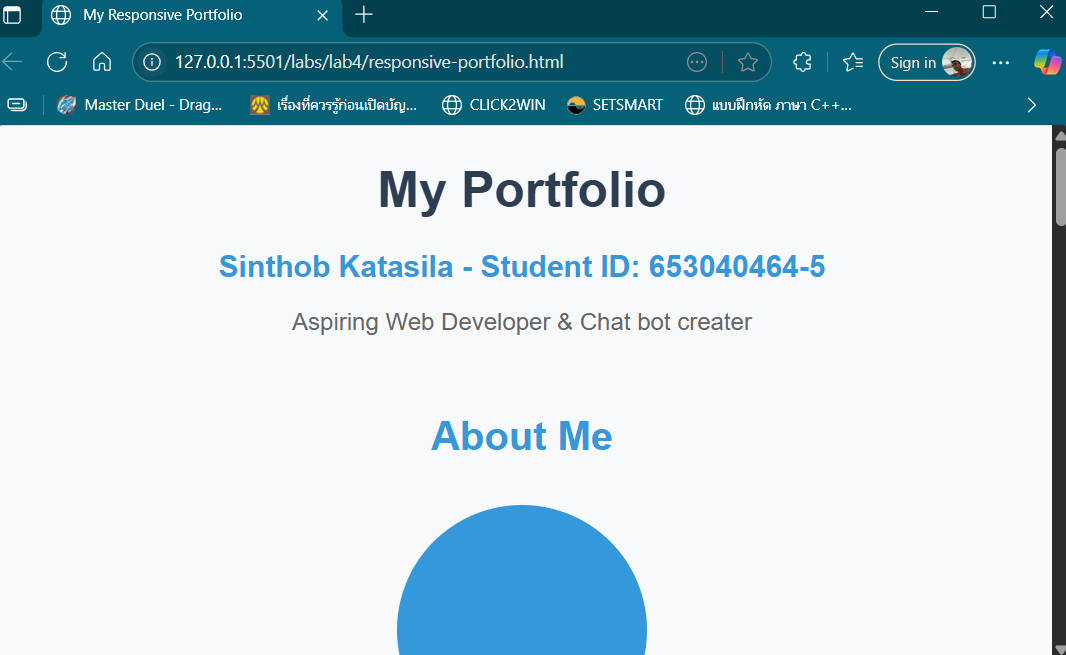 My Responsive Portfolio
127.0.0.1:5501/labs/lab4/responsive-portfolio.html
Sign in
Master Duel - Drag...
เรื่องที่ควรรู้ก่อนเปิดบัญ...
CLICK2WIN
SETSMART
แบบฝึกหัด ภาษา C++...
My Portfolio
Sinthob Katasila - Student ID: 653040464-5
Aspiring Web Developer & Chat bot creater
About Me